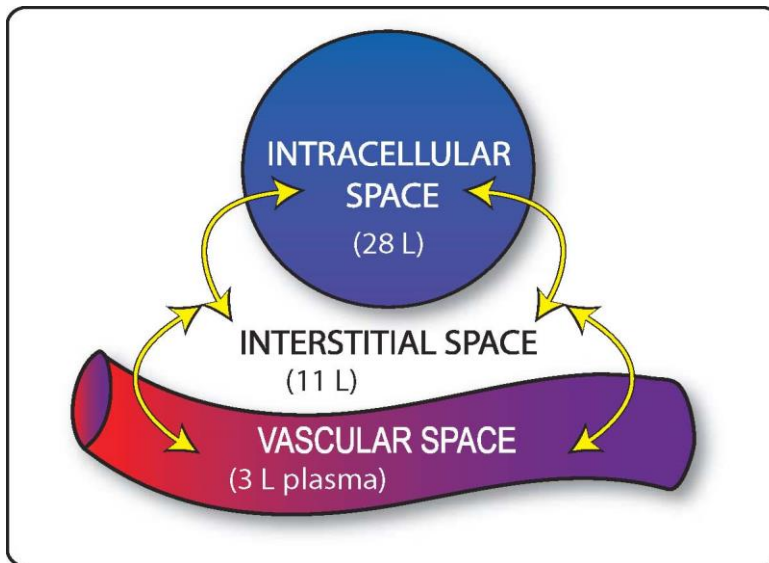 INTRACELLULAR
SPACE
(28 L)
INTERSTITIAL SPACE
(11 L)
VASCULAR SPACE
(3 L plasma)